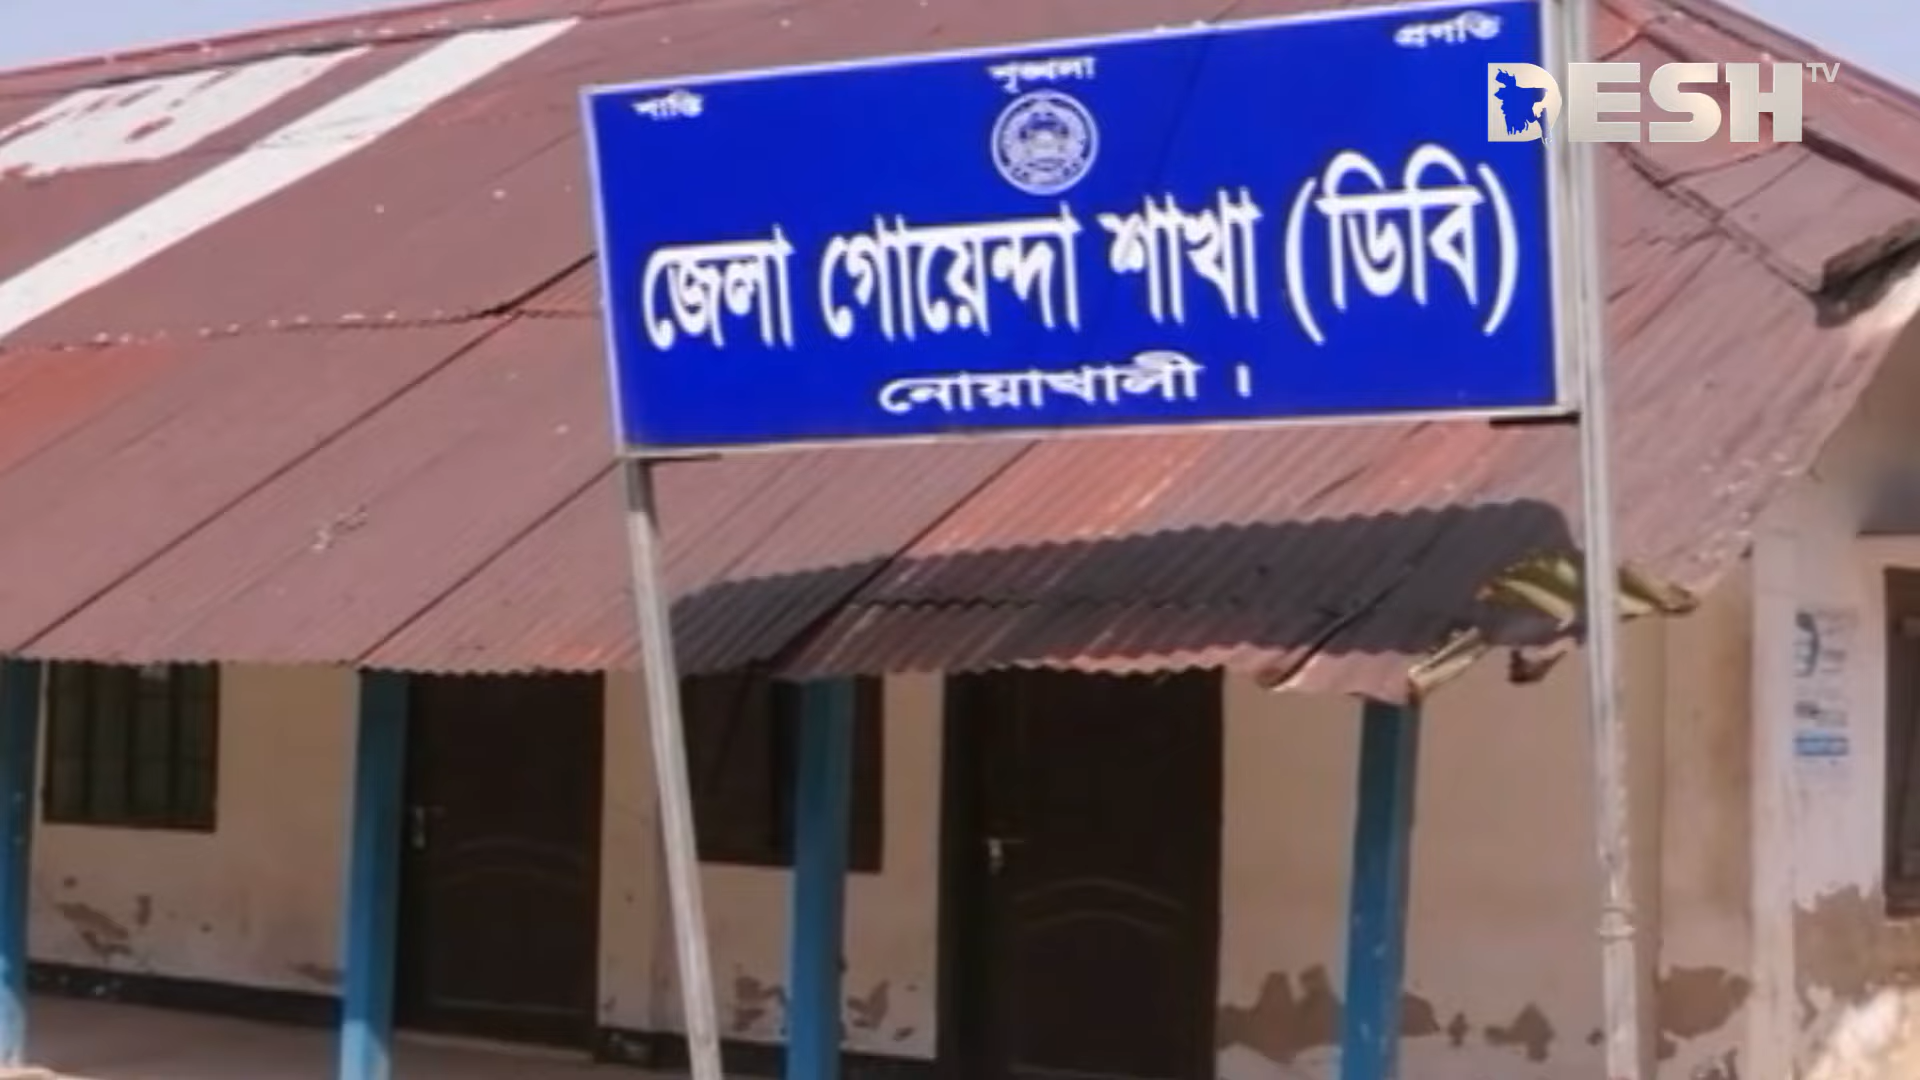 শান্তি শৃঙ্খলা প্রগতি
জেলা গোয়েন্দা শাখা (ডিবি)
নোয়াখালী ।
DESH TV